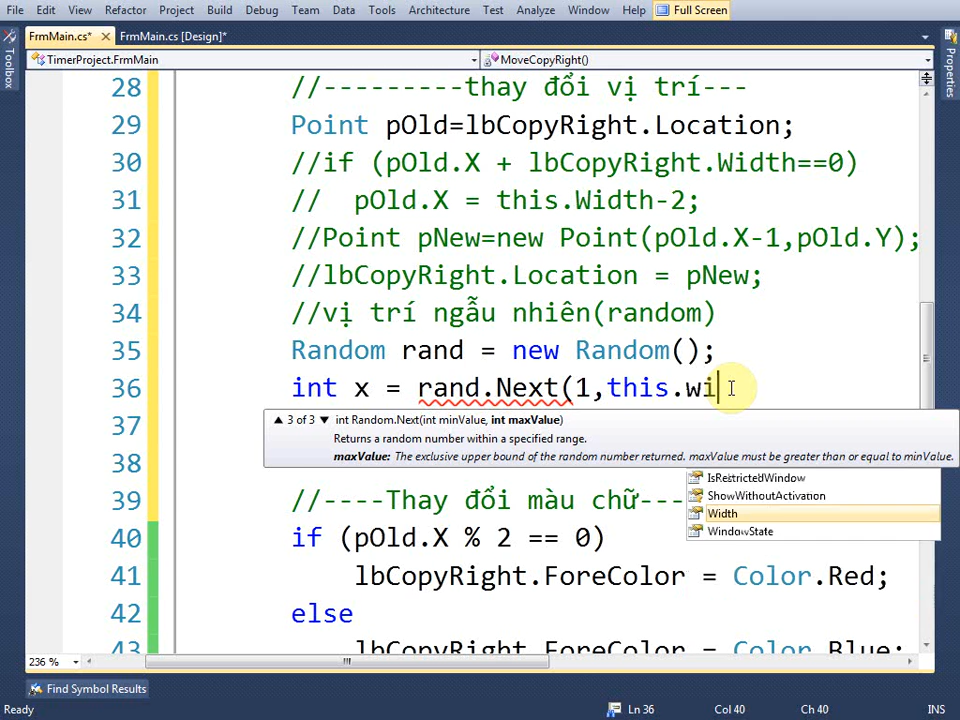 File Edit View Refactor Project Build Debug Team Data Tools Architecture Test Analyze Window Help Full Screen
FrmMain.cs* FrmMain.cs [Design]*
TimerProject.FrmMain MoveCopyRight()
Toolbox
Properties
28 //---------thay đổi vị trí---
29 Point pOld=lbCopyRight.Location;
30 //if (pOld.X + lbCopyRight.Width==0)
31 // pOld.X = this.Width-2;
32 //Point pNew=new Point(pOld.X-1,pOld.Y);
33 //lbCopyRight.Location = pNew;
34 //vị trí ngẫu nhiên(random)
35 Random rand = new Random();
36 int x = rand.Next(1,this.wi
37
3 of 3 int Random.Next(int minValue, int maxValue)
Returns a random number within a specified range.
38
maxValue: The exclusive upper bound of the random number returned. maxValue must be greater than or equal to minValue.
IsRestrictedWindow
ShowWithoutActivation
Width
WindowState
39 //----Thay đổi màu chữ---
40 if (pOld.X % 2 == 0)
41 lbCopyRight.ForeColor = Color.Red;
42 else
43 lbCopyRight.ForeColor = Color.Blue;
236 %
Find Symbol Results
Ready Ln 36 Col 40 Ch 40 INS